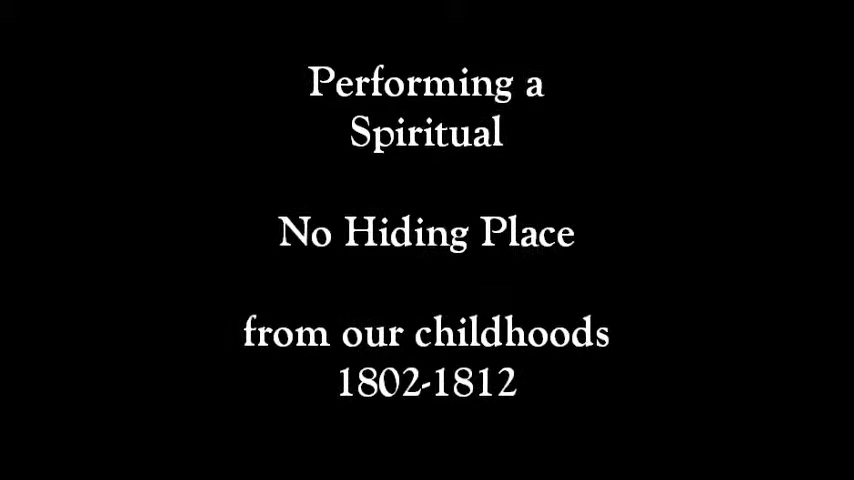 Performing a
Spiritual
No Hiding Place
from our childhoods
1802-1812